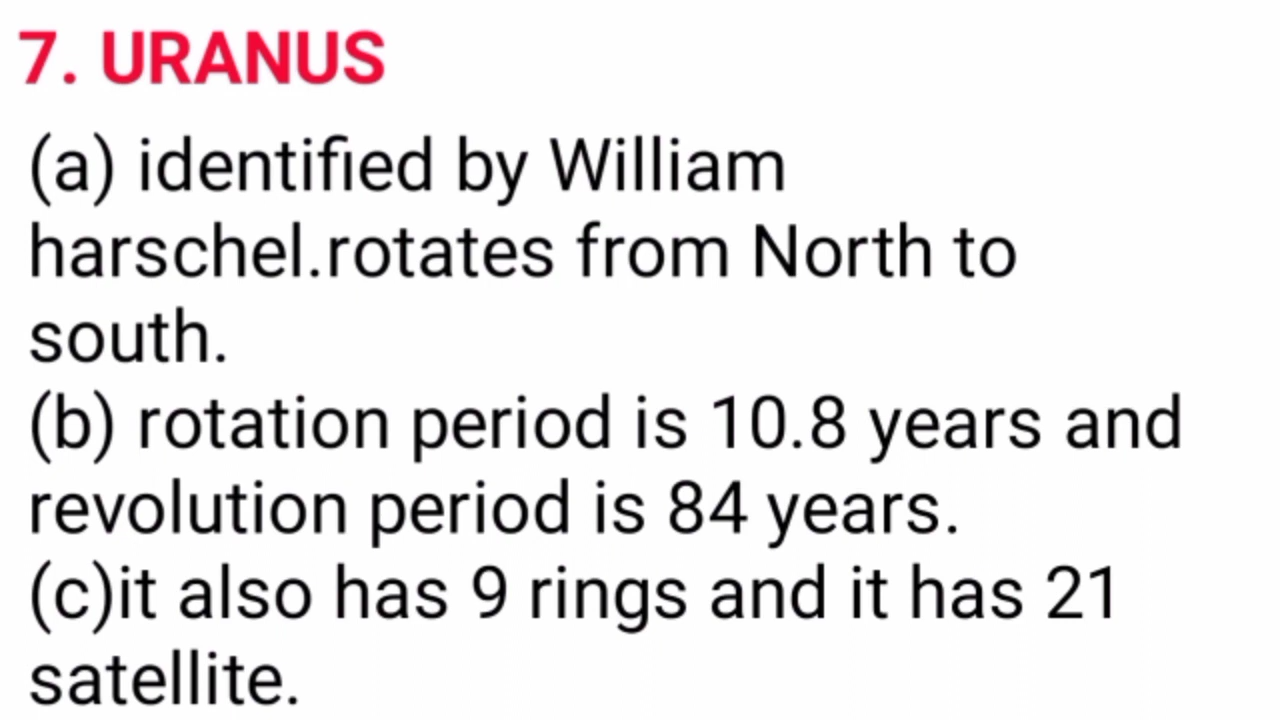 7. URANUS
(a) identified by William
harschel.rotates from North to
south.
(b) rotation period is 10.8 years and
revolution period is 84 years.
(c)it also has 9 rings and it has 21
satellite.